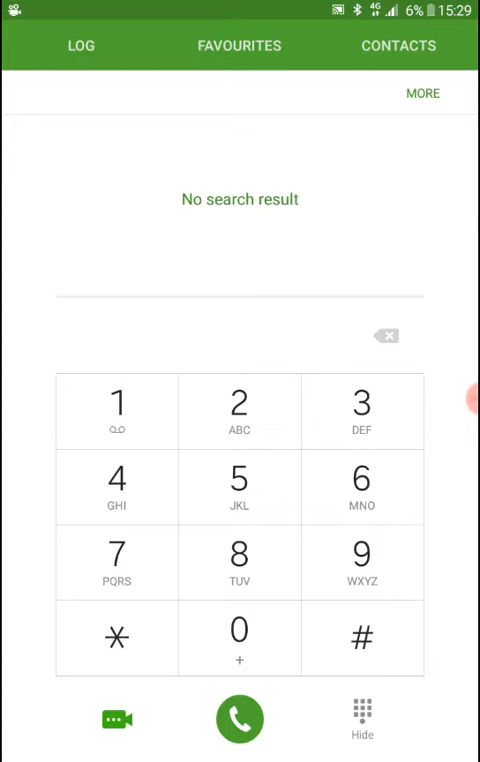 4G 6% 15:29
LOG FAVOURITES CONTACTS
MORE
No search result
1 2 3
ABC DEF
4 5 6
GHI JKL MNO
7 8 9
PQRS TUV WXYZ
* 0 #
+
Hide